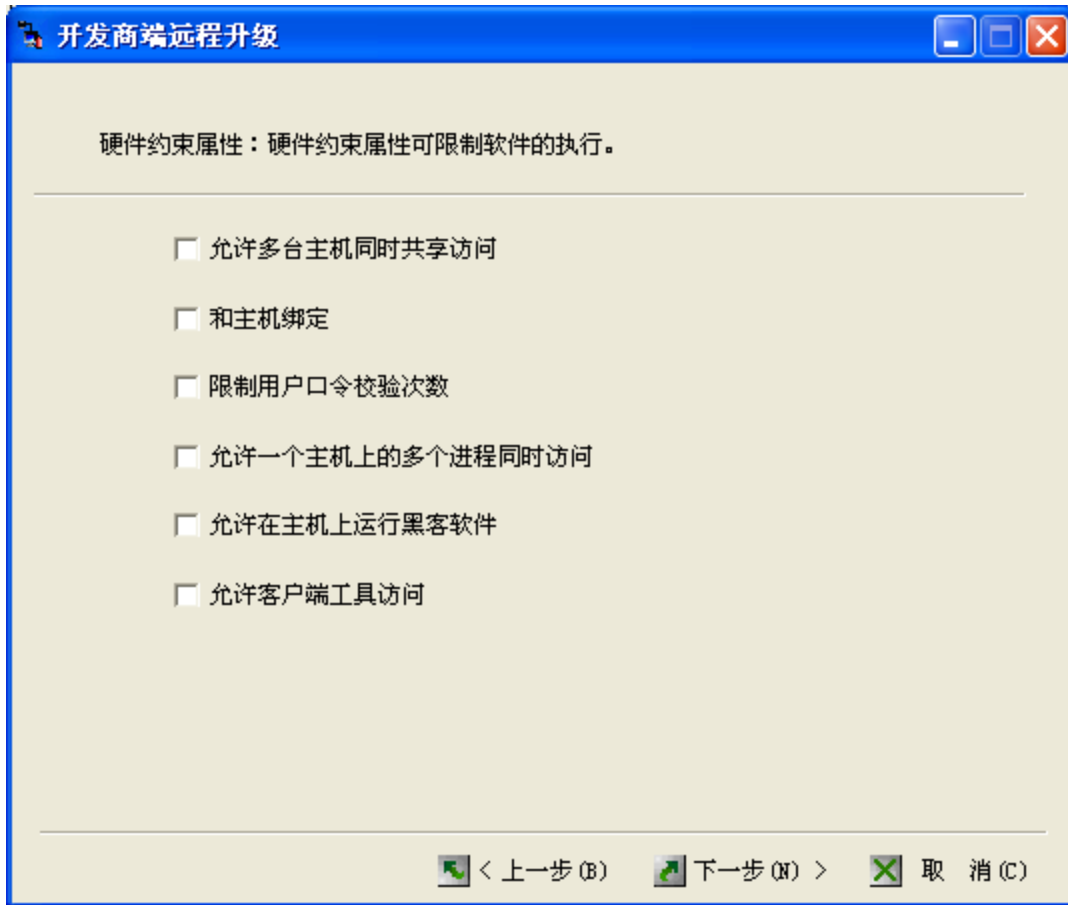 开发商端远程升级
硬件约束属性：硬件约束属性可限制软件的执行。
允许多台主机同时共享访问
和主机绑定
限制用户口令校验次数
允许一个主机上的多个进程同时访问
允许在主机上运行黑客软件
允许客户端工具访问
< 上一步(B) 下一步(N) > 取 消(C)